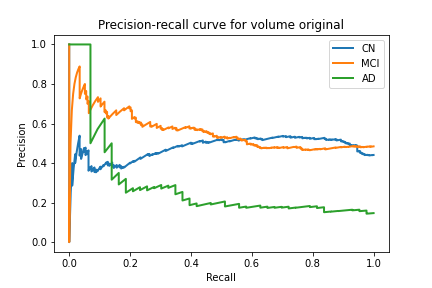 Precision-recall curve for volume original
CN
MCI
AD
1.0
0.8
0.6
0.4
0.2
0.0
Precision
0.0 0.2 0.4 0.6 0.8 1.0
Recall